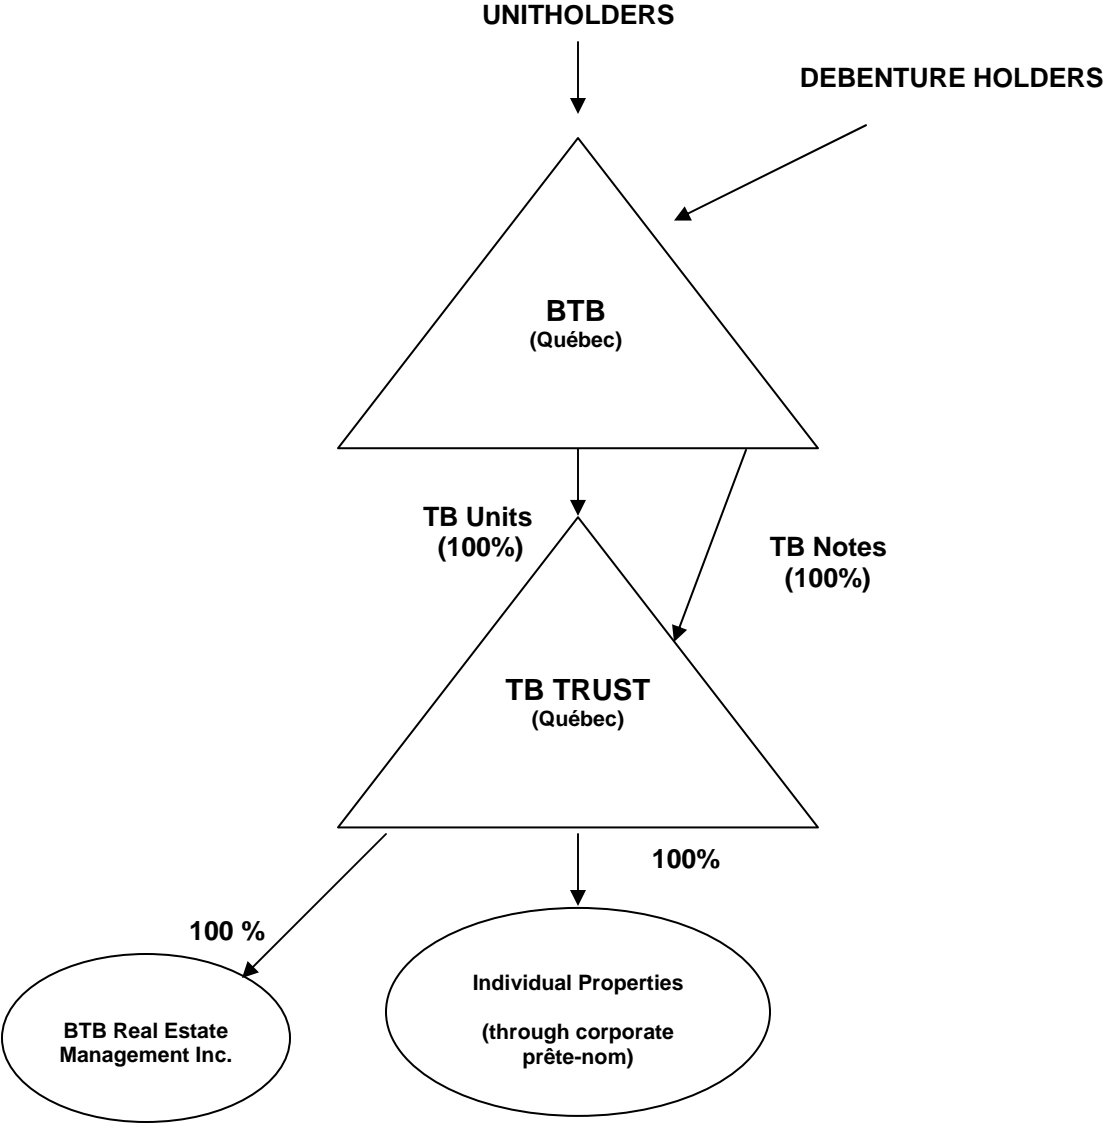 UNITHOLDERS
DEBENTURE HOLDERS
BTB
(Québec)
TB Units
(100%)
TB Notes
(100%)
TB TRUST
(Québec)
100%
100 %
Individual Properties
(through corporate
prête-nom)
BTB Real Estate
Management Inc.